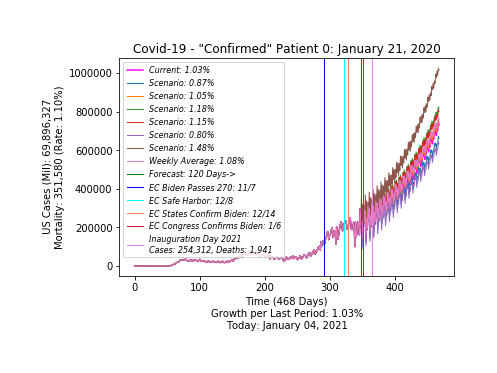 Covid-19 - "Confirmed" Patient 0: January 21, 2020
US Cases (Mil): 69,896,327
Mortality: 351,580 (Rate: 1.10%)
1000000
800000
600000
400000
200000
0
Current: 1.03%
Scenario: 0.87%
Scenario: 1.05%
Scenario: 1.18%
Scenario: 1.15%
Scenario: 0.80%
Scenario: 1.48%
Weekly Average: 1.08%
Forecast: 120 Days->
EC Biden Passes 270: 11/7
EC Safe Harbor: 12/8
EC States Confirm Biden: 12/14
EC Congress Confirms Biden: 1/6
Inauguration Day 2021
Cases: 254,312, Deaths: 1,941
0 100 200 300 400
Time (468 Days)
Growth per Last Period: 1.03%
Today: January 04, 2021